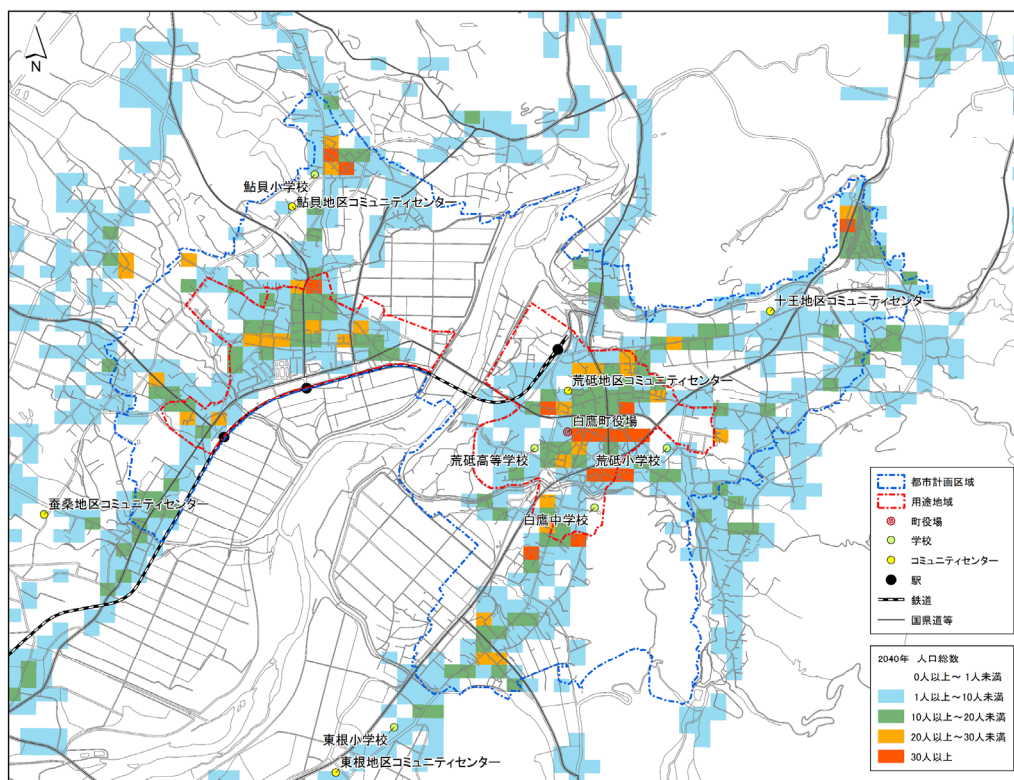 N
鮎貝小学校
鮎貝地区コミュニティセンター
十王地区コミュニティセンター
荒砥地区コミュニティセンター
白鷹町役場
荒砥高等学校
荒砥小学校
蚕桑地区コミュニティセンター
白鷹中学校
東根小学校
東根地区コミュニティセンター
都市計画区域
用途地域
町役場
学校
コミュニティセンター
駅
鉄道
国県道等
2040年 人口総数
0人以上～ 1人未満
1人以上～10人未満
10人以上～20人未満
20人以上～30人未満
30人以上